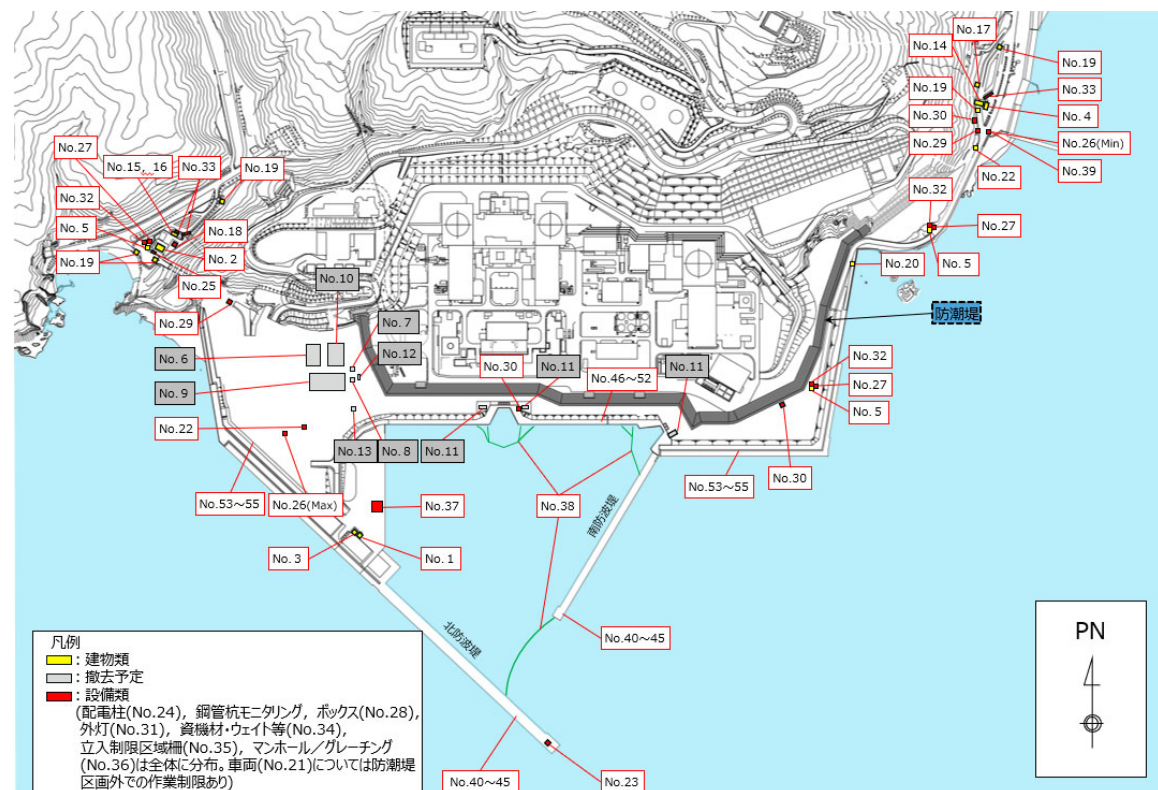 No.17
No.14
No.19
No.19
No.33
No. 4
No.30
No.26(Min)
No.29
No.22
No.39
No.27
No.15、16
No.33
No.19
No.32
No.5
No.18
No.2
No.19
No.25
No.29
No.32
No.27
No.5
No.20
防潮堤
No.10
No.7
No.12
No. 6
No. 9
No.30
No.11
No.46～52
No.11
No.32
No.27
No.5
No.22
No.13
No. 8
No.11
No.30
No.53～55
No.26(Max)
No.37
No.38
No.53～55
南防波堤
No.3
No.1
北防波堤
No.40～45
No.40～45
No.23
PN
凡例
：建物類
：撤去予定
：設備類
(配電柱(No.24)，鋼管杭モニタリング，ボックス(No.28)，
外灯(No.31)，資機材・ウェイト等(No.34)，
立入制限区域柵(No.35)，マンホール／グレーチング
(No.36)は全体に分布。車両(No.21)については防潮堤
区画外での作業制限あり)